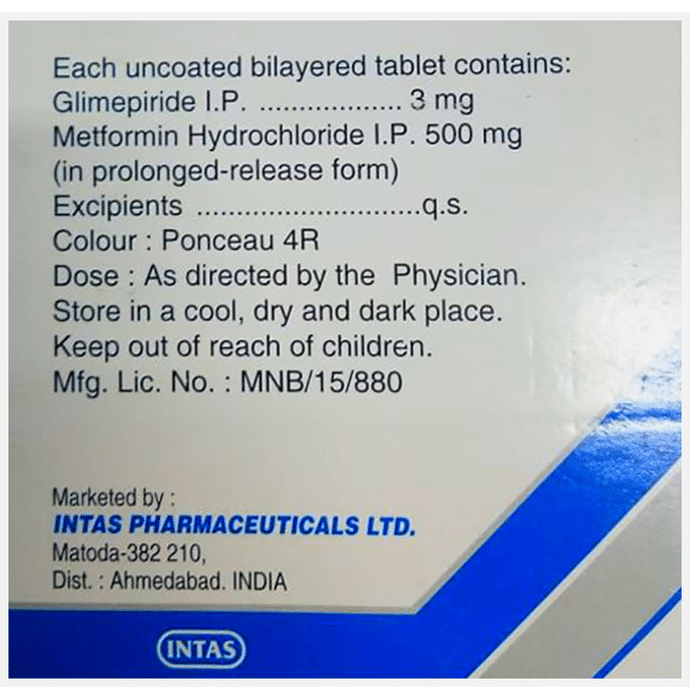 Each uncoated bilayered tablet contains:
Glimepiride I.P. .................. 3 mg
Metformin Hydrochloride I.P. 500 mg
(in prolonged-release form)
Excipients .............................q.s.
Colour : Ponceau 4R
Dose : As directed by the Physician.
Store in a cool, dry and dark place.
Keep out of reach of children.
Mfg. Lic. No. : MNB/15/880
Marketed by :
INTAS PHARMACEUTICALS LTD.
Matoda-382 210,
Dist. : Ahmedabad. INDIA
INTAS